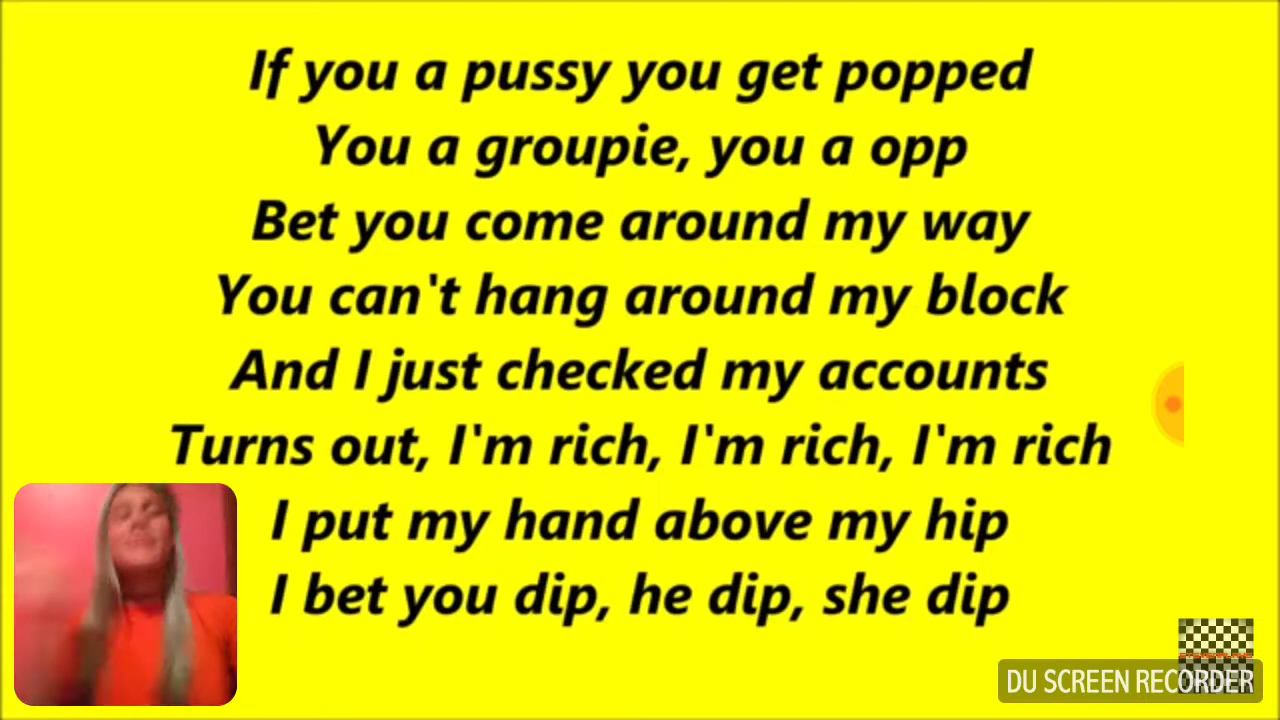 If you a pussy you get popped
You a groupie, you a opp
Bet you come around my way
You can't hang around my block
And I just checked my accounts
Turns out, I'm rich, I'm rich, I'm rich
I put my hand above my hip
I bet you dip, he dip, she dip
DU SCREEN RECORDER